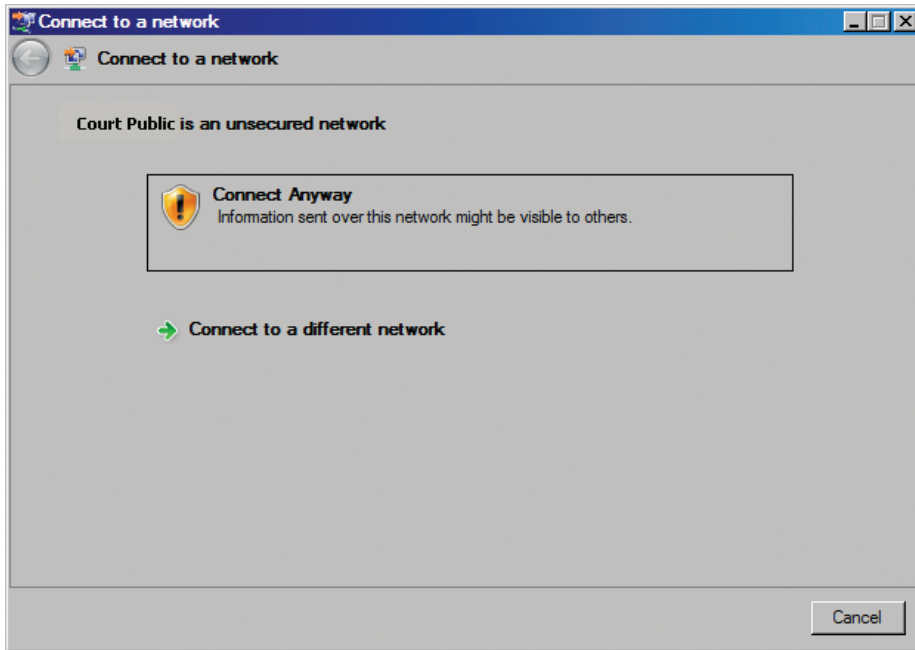 Connect to a network
Connect to a network
Court Public is an unsecured network
Connect Anyway
Information sent over this network might be visible to others.
Connect to a different network
Cancel